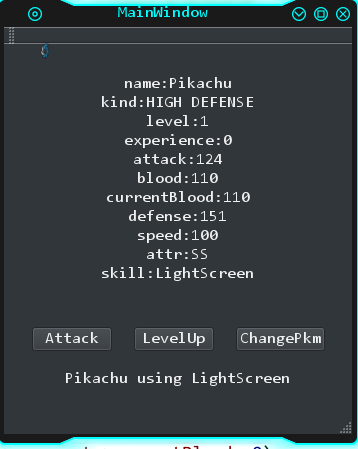 MainWindow
name:Pikachu
kind:HIGH DEFENSE
level:1
experience:0
attack:124
blood:110
currentBlood:110
defense:151
speed:100
attr:SS
skill:LightScreen
Attack LevelUp ChangePkm
Pikachu using LightScreen